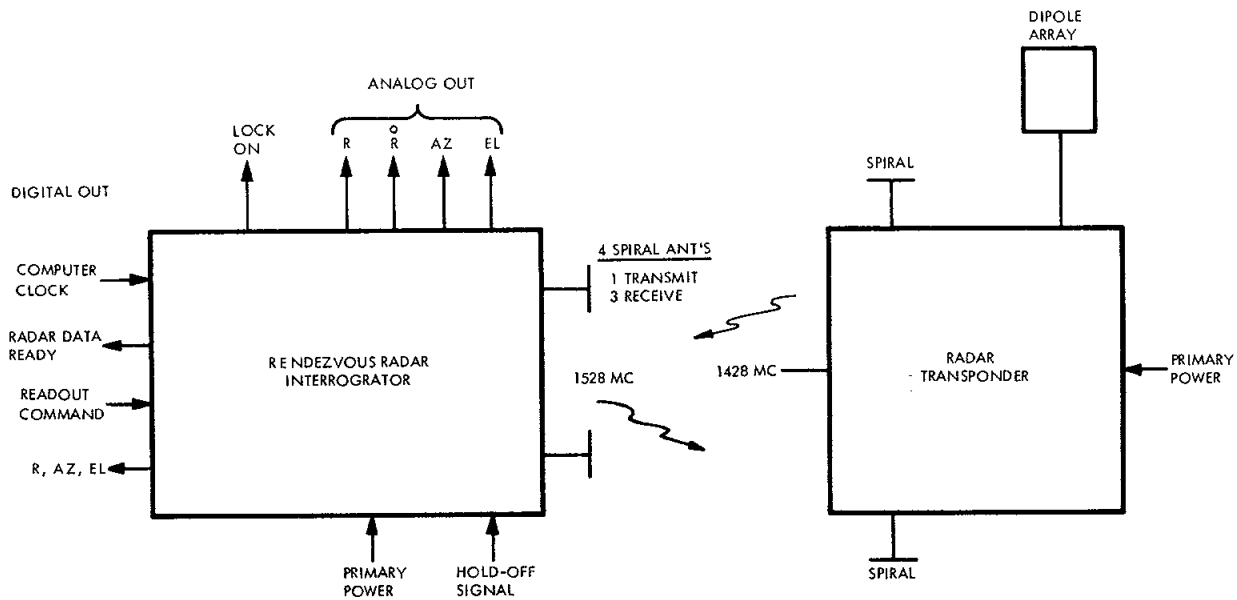 DIPOLE
ARRAY
ANALOG OUT
LOCK
ON
R
Ṙ
AZ
EL
SPIRAL
DIGITAL OUT
4 SPIRAL ANT'S
1 TRANSMIT
3 RECEIVE
COMPUTER
CLOCK
RADAR DATA
READY
RENDEZVOUS RADAR
INTERROGRATOR
1528 MC
1428 MC
RADAR
TRANSPONDER
PRIMARY
POWER
READOUT
COMMAND
R, AZ, EL
PRIMARY
POWER
HOLD-OFF
SIGNAL
SPIRAL